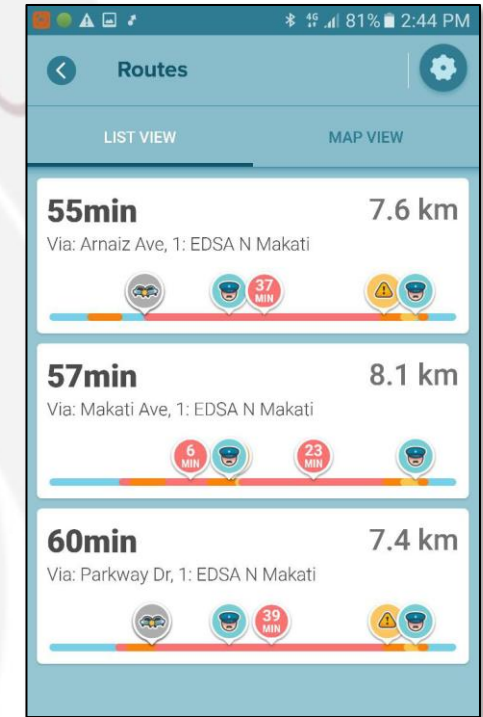 4G 81% 2:44 PM
Routes
LIST VIEW MAP VIEW
55min 7.6 km
Via: Arnaiz Ave, 1: EDSA N Makati
37 MIN
57min 8.1 km
Via: Makati Ave, 1: EDSA N Makati
6 MIN 23 MIN
60min 7.4 km
Via: Parkway Dr, 1: EDSA N Makati
39 MIN